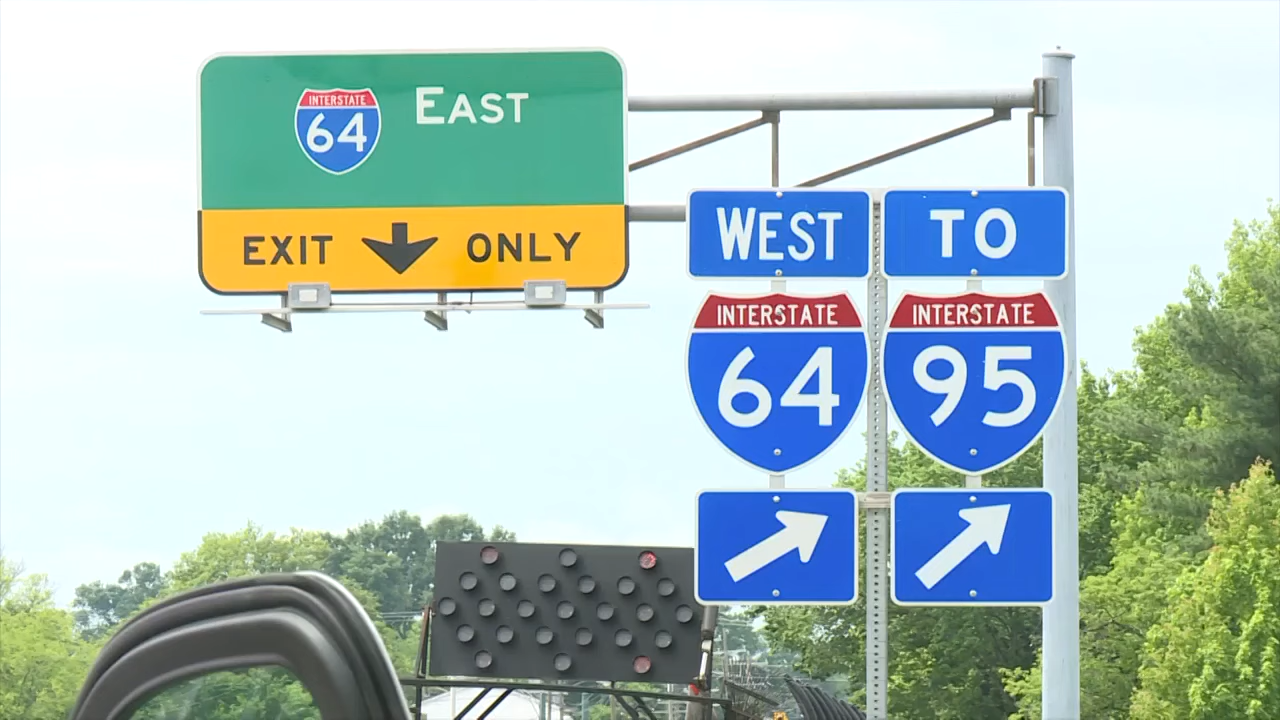 INTERSTATE
64
EAST
EXIT ONLY
WEST
INTERSTATE
64
TO
INTERSTATE
95